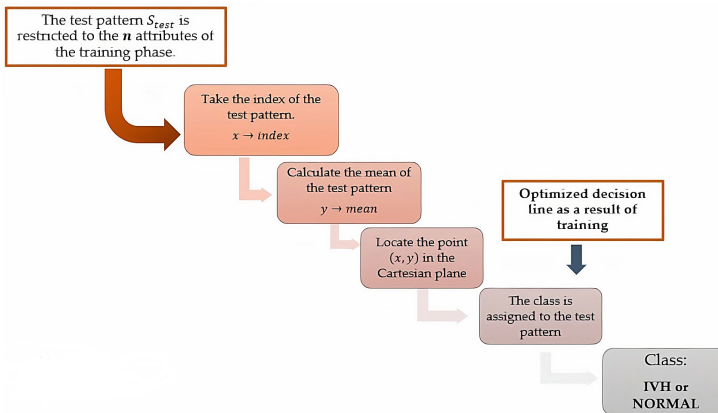 The test pattern S_test is
restricted to the n attributes of
the training phase.
Take the index of the
test pattern.
x → index
Calculate the mean of
the test pattern
y → mean
Optimized decision
line as a result of
training
Locate the point
(x, y) in the
Cartesian plane
The class is
assigned to the test
pattern
Class:
IVH or
NORMAL